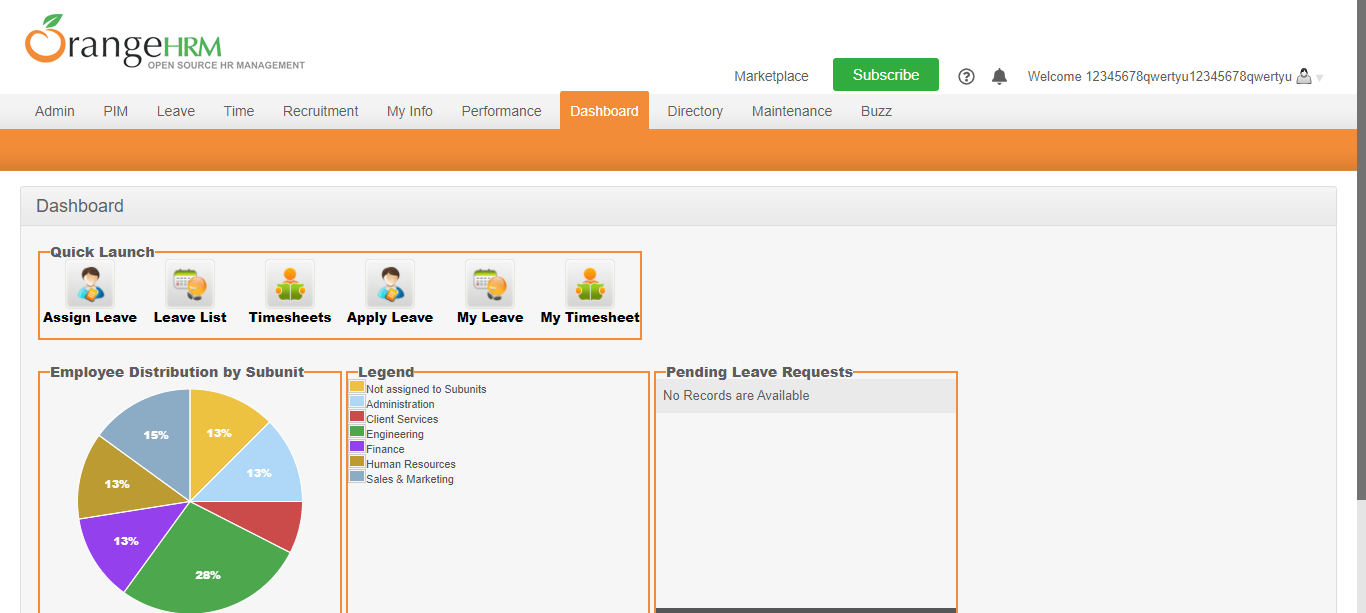 OrangeHRM
OPEN SOURCE HR MANAGEMENT
Marketplace Subscribe ? Welcome 12345678qwertyu12345678qwertyu
Admin PIM Leave Time Recruitment My Info Performance Dashboard Directory Maintenance Buzz
Dashboard
Quick Launch
Assign Leave Leave List Timesheets Apply Leave My Leave My Timesheet
Employee Distribution by Subunit
13%
13%
28%
13%
13%
15%
Legend
Not assigned to Subunits
Administration
Client Services
Engineering
Finance
Human Resources
Sales & Marketing
Pending Leave Requests
No Records are Available